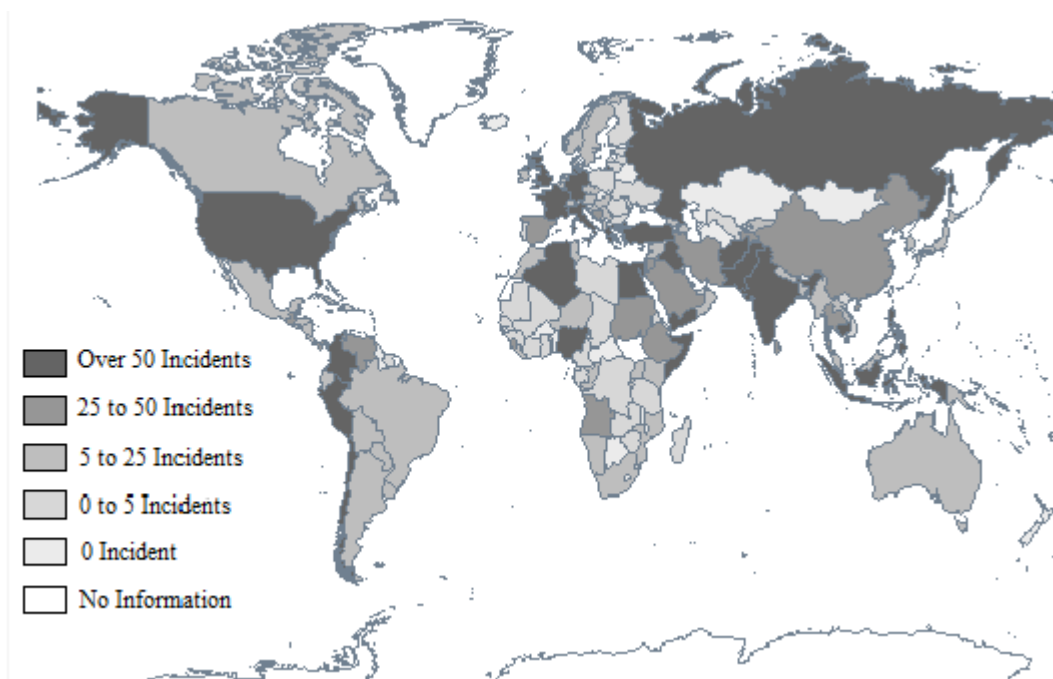 Over 50 Incidents
25 to 50 Incidents
5 to 25 Incidents
0 to 5 Incidents
0 Incident
No Information